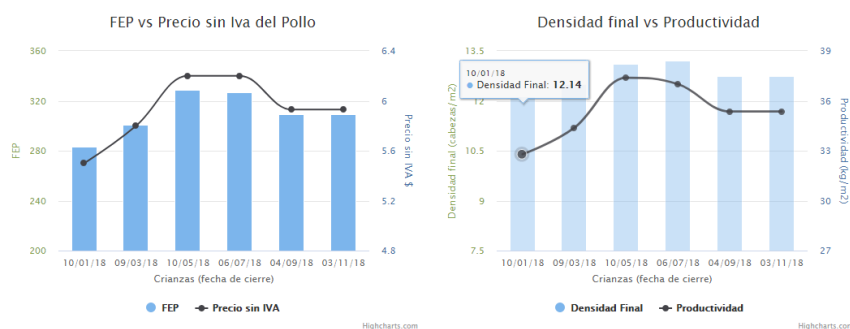 FEP vs Precio sin Iva del Pollo
360
320
280
240
200
FEP
6.4
6
5.6
5.2
4.8
Precio sin IVA $
10/01/18 09/03/18 10/05/18 06/07/18 04/09/18 03/11/18
Crianzas (fecha de cierre)
FEP Precio sin IVA
Highcharts.com
Densidad final vs Productividad
13.5
12
10.5
9
7.5
Densidad final (cabezas/m2)
10/01/18
Densidad Final: 12.14
39
36
33
30
27
Productividad (kg/m2)
10/01/18 09/03/18 10/05/18 06/07/18 04/09/18 03/11/18
Crianzas (fecha de cierre)
Densidad Final Productividad
Highcharts.com